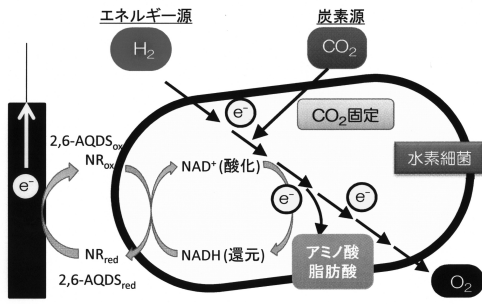 エネルギー源
炭素源
H₂
CO₂
e⁻
CO₂固定
2,6-AQDSox
NRox
NAD⁺(酸化)
水素細菌
e⁻
e⁻
e⁻
NRred
NADH(還元)
アミノ酸
脂肪酸
2,6-AQDSred
O₂